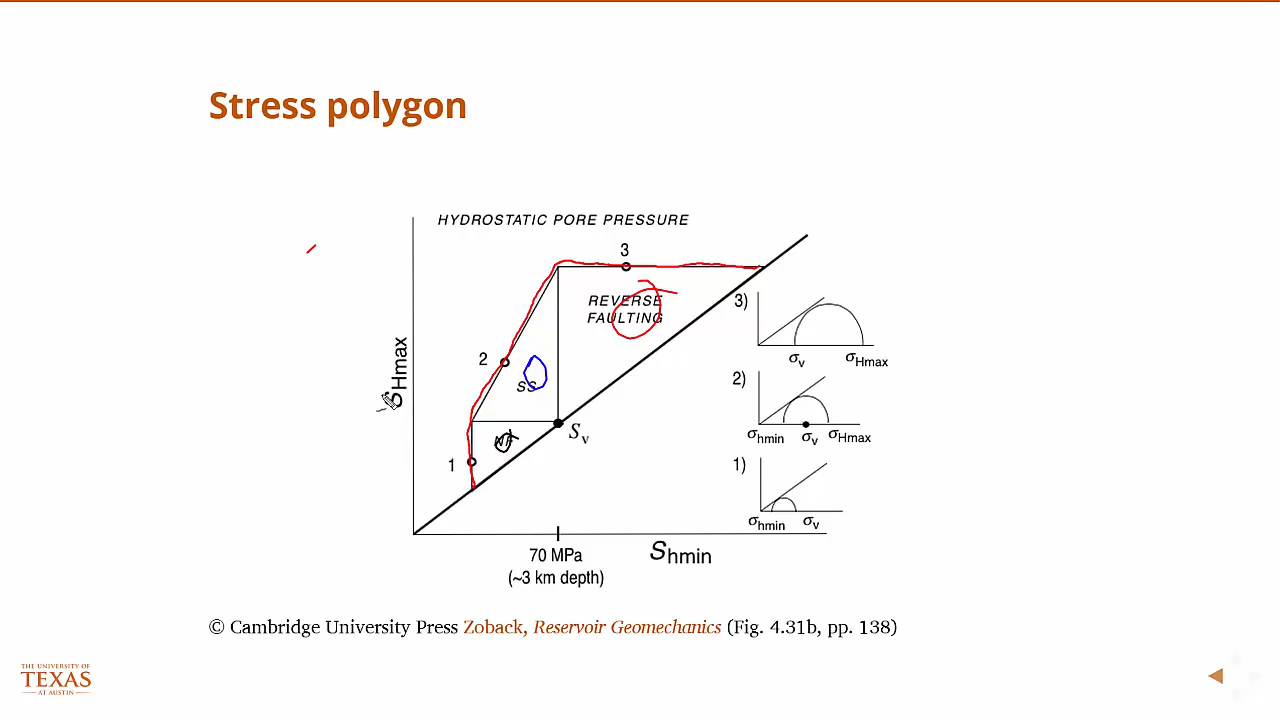 Stress polygon
HYDROSTATIC PORE PRESSURE
3
REVERSE
FAULTING
2
SS
NF
1
SHmax
Sv
70 MPa
(~3 km depth)
Shmin
3)
σv σHmax
2)
σhmin σv σHmax
1)
σhmin σv
© Cambridge University Press Zoback, Reservoir Geomechanics (Fig. 4.31b, pp. 138)
THE UNIVERSITY OF
TEXAS
AT AUSTIN